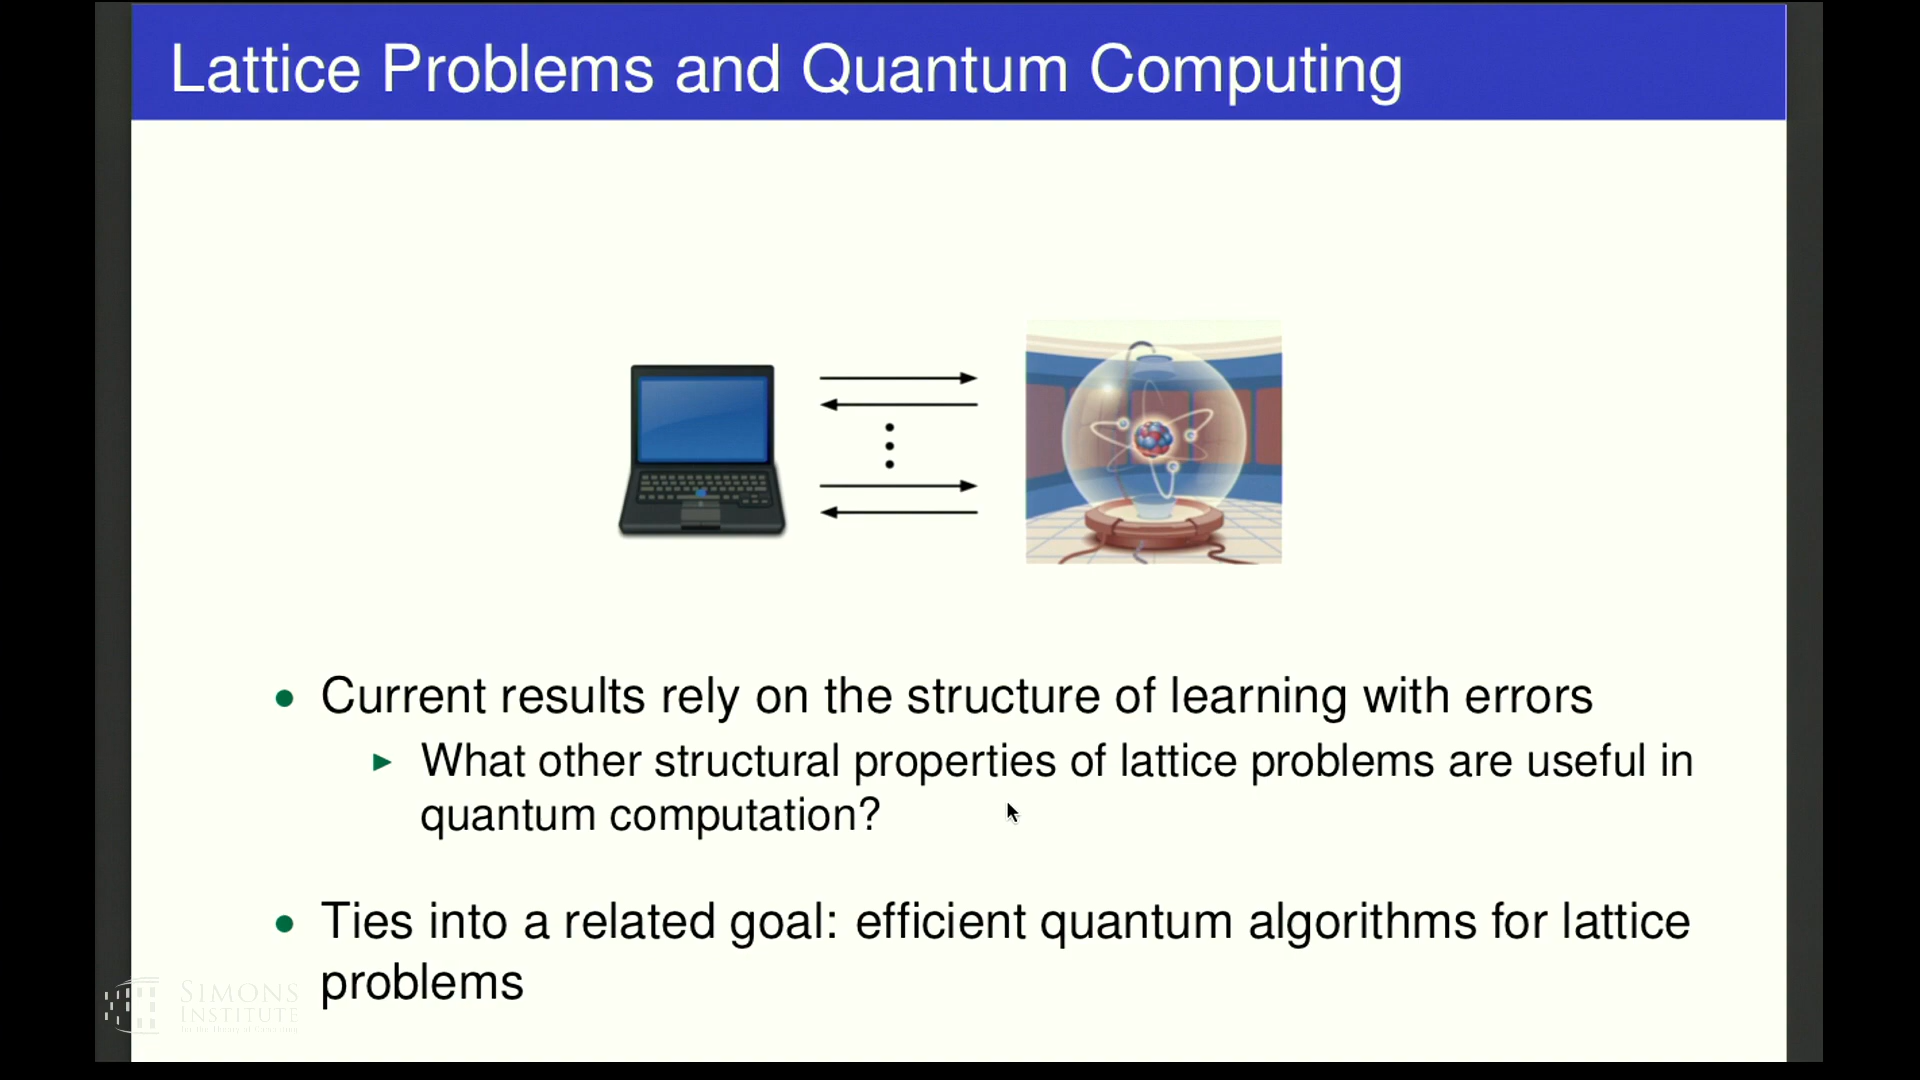 Lattice Problems and Quantum Computing
Current results rely on the structure of learning with errors
What other structural properties of lattice problems are useful in
quantum computation?
Ties into a related goal: efficient quantum algorithms for lattice
problems
SIMONS
INSTITUTE